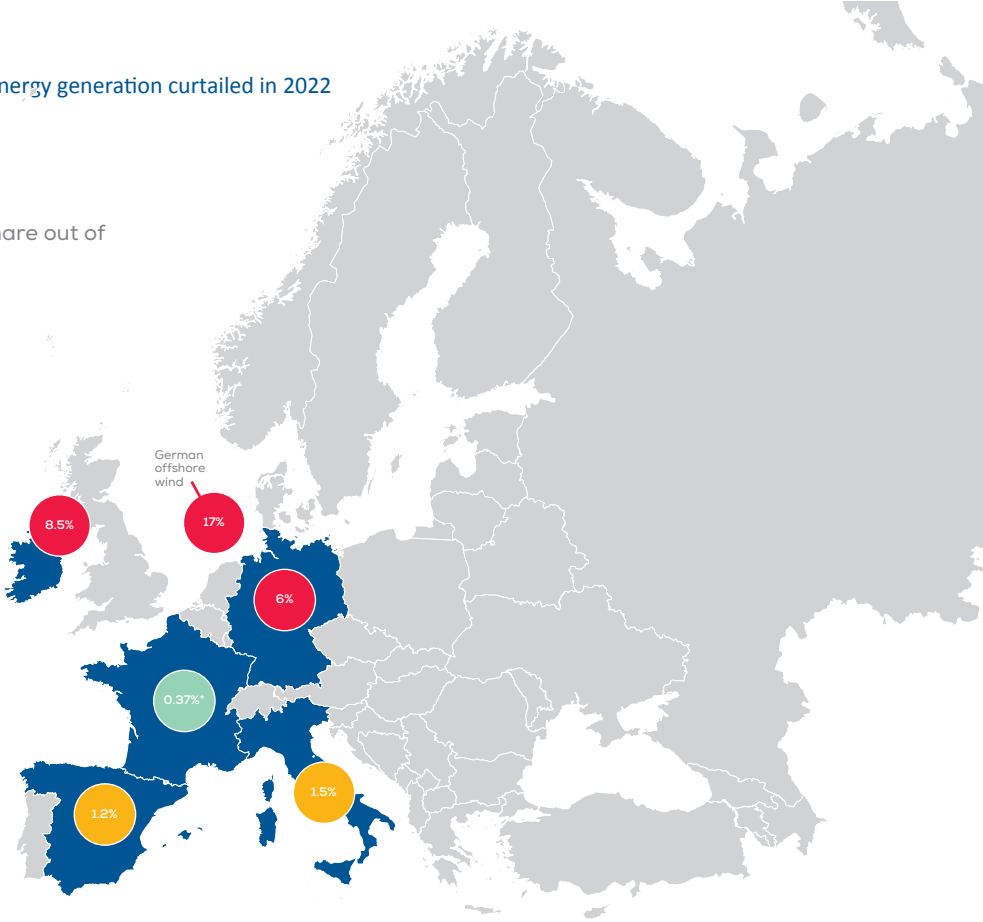 nergy generation curtailed in 2022
are out of
German
offshore
wind
8.5%
17%
6%
0.37%*
1.5%
1.2%